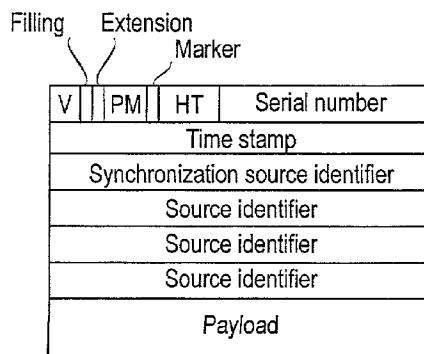 Filling Extension
Marker
V PM HT Serial number
Time stamp
Synchronization source identifier
Source identifier
Source identifier
Source identifier
Payload